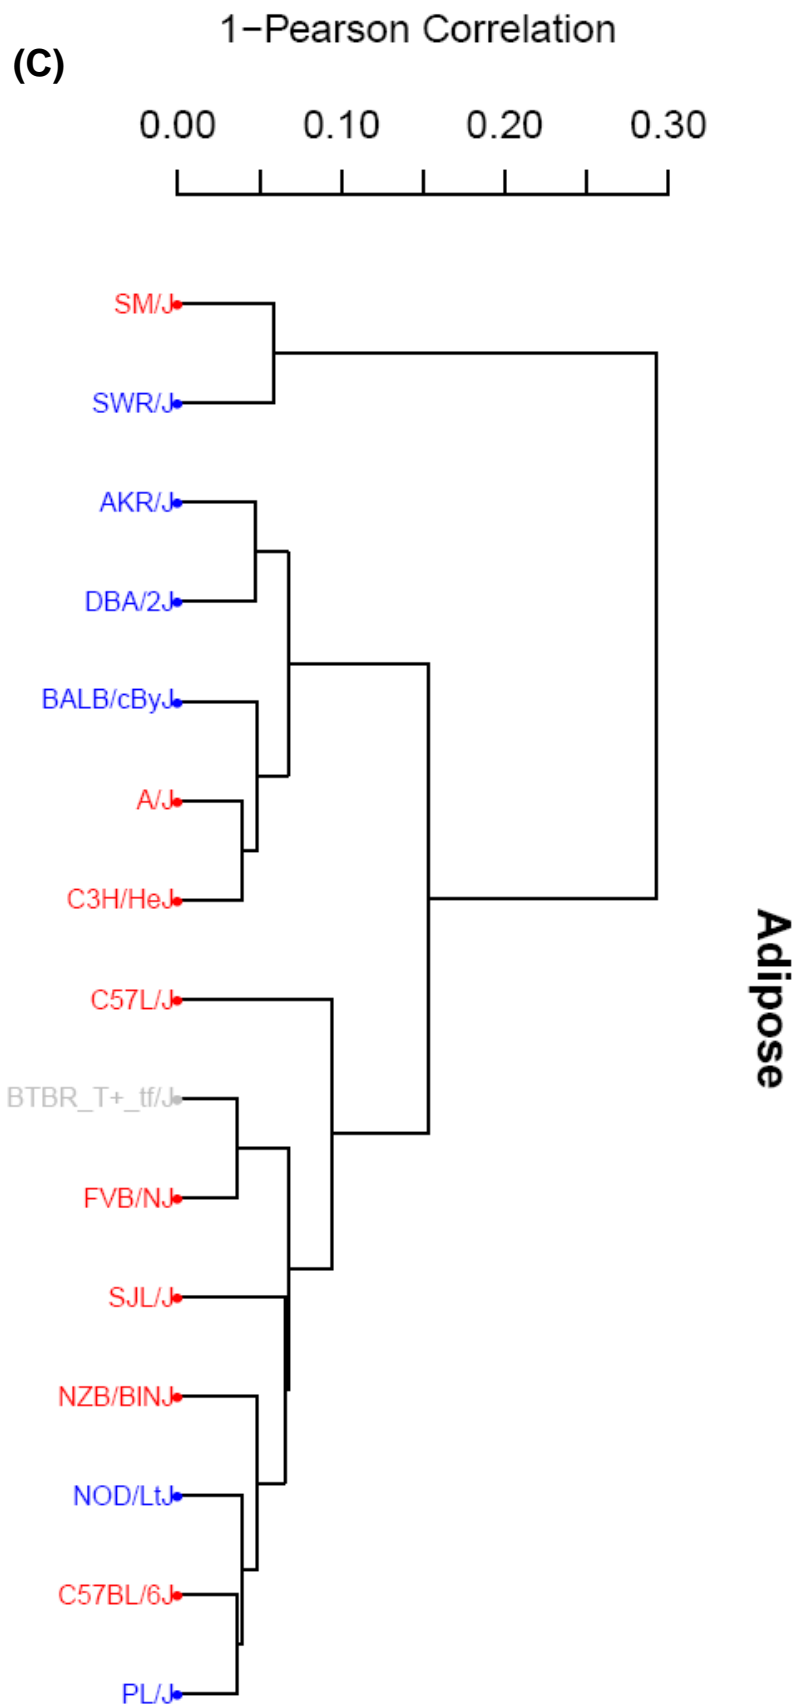 1−Pearson Correlation
(C)
0.00 0.10 0.20 0.30
SM/J
SWR/J
AKR/J
DBA/2J
BALB/cByJ
A/J
C3H/HeJ
Adipose
C57L/J
BTBR_T+_tf/J
FVB/NJ
SJL/J
NZB/BINJ
NOD/LtJ
C57BL/6J
PL/J